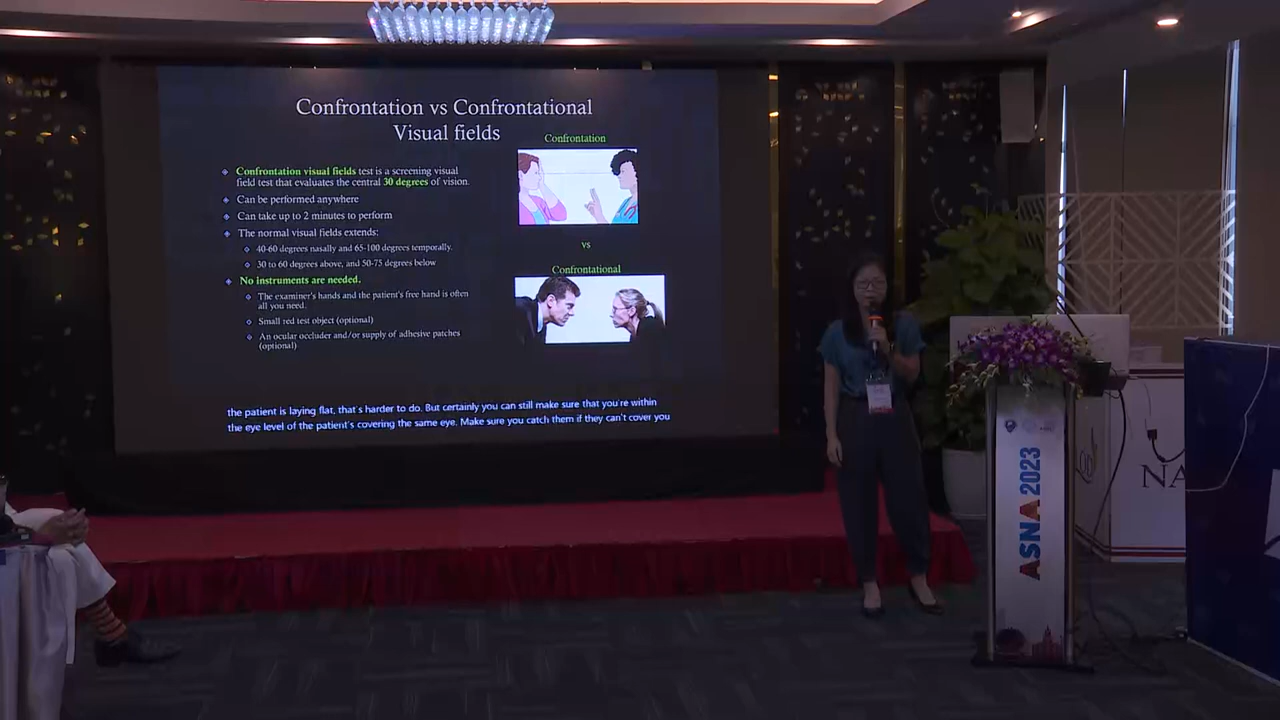 Confrontation vs Confrontational
Visual fields
Confrontation
Confrontation visual fields test is a screening visual
field test that evaluates the central 30 degrees of vision.
Can be performed anywhere
Can take up to 2 minutes to perform
The normal visual fields extends:
40-60 degrees nasally and 65-100 degrees temporally.
30 to 60 degrees above, and 50-75 degrees below
vs
Confrontational
No instruments are needed.
The examiner's hands and the patient's free hand is often
all you need.
Small red test object (optional)
An ocular occluder and/or supply of adhesive patches
(optional)
the patient is laying flat, that's harder to do. But certainly you can still make sure that you're within
the eye level of the patient's covering the same eye. Make sure you catch them if they can't cover you
ASNA 2023
NA